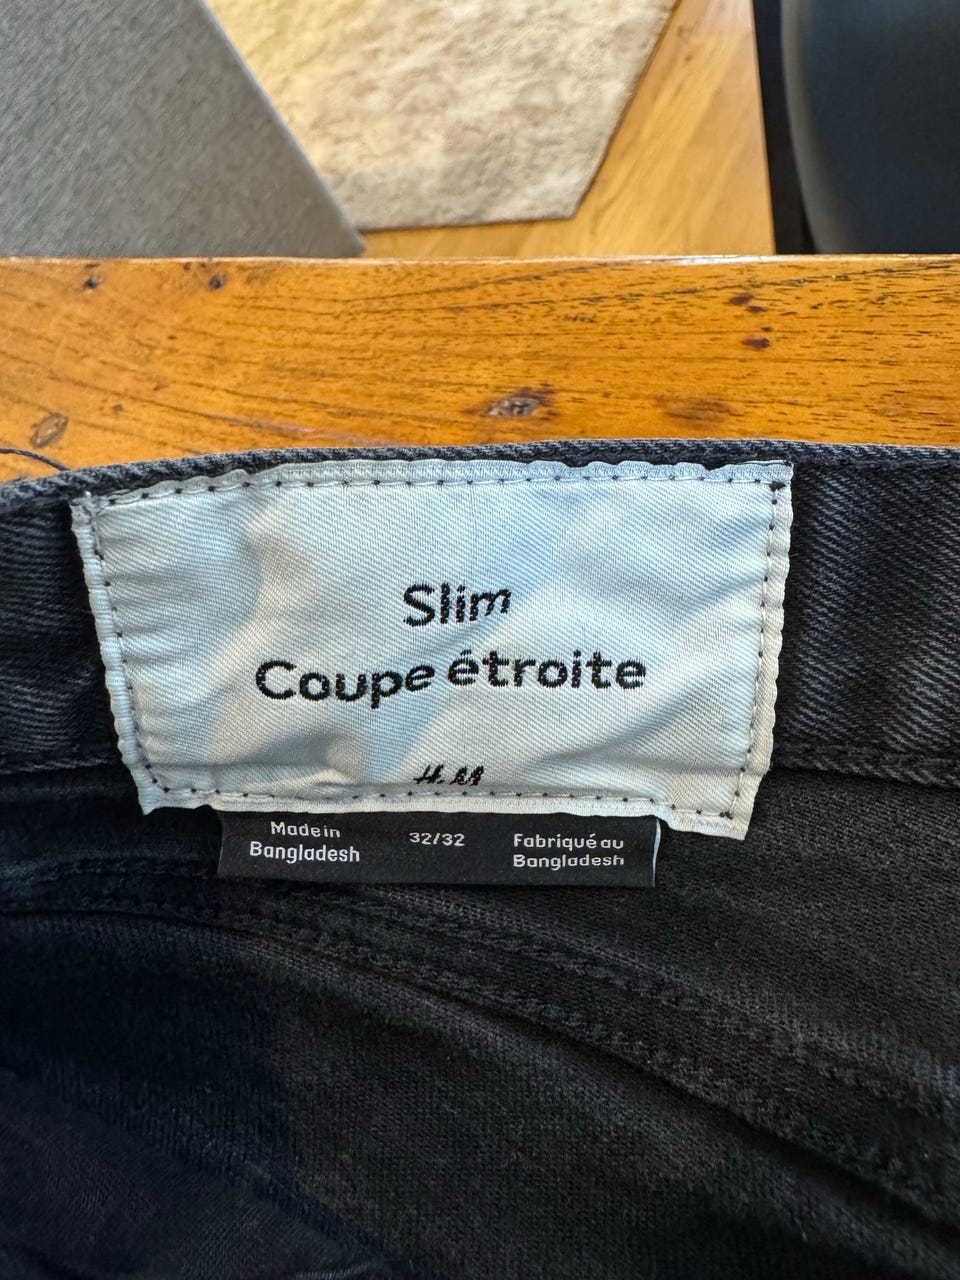 Slim
Coupe étroite
H&M
Made in
Bangladesh
32/32
Fabriqué au
Bangladesh